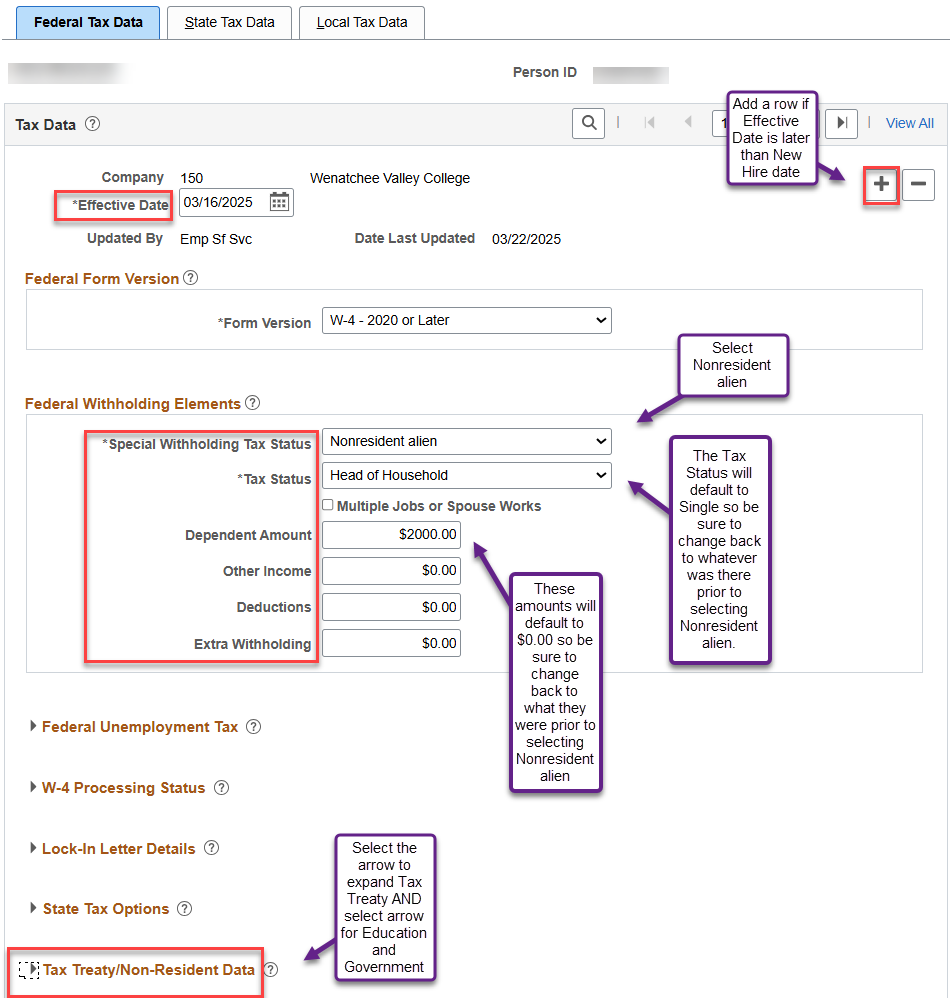 Federal Tax Data
State Tax Data
Local Tax Data
Person ID
Tax Data
1
View All
Add a row if
Effective
Date is later
than New
Hire date
Company
150
Wenatchee Valley College
*Effective Date
03/16/2025
Updated By
Emp Sf Svc
Date Last Updated
03/22/2025
Federal Form Version
*Form Version
W-4 - 2020 or Later
Select
Nonresident
alien
Federal Withholding Elements
*Special Withholding Tax Status
Nonresident alien
*Tax Status
Head of Household
Multiple Jobs or Spouse Works
Dependent Amount
$2000.00
Other Income
$0.00
Deductions
$0.00
Extra Withholding
$0.00
The Tax
Status will
default to
Single so be
sure to
change back
to whatever
was there
prior to
selecting
Nonresident
alien.
These
amounts will
default to
$0.00 so be
sure to
change
back to
what they
were prior to
selecting
Nonresident
alien
Federal Unemployment Tax
W-4 Processing Status
Lock-In Letter Details
State Tax Options
Tax Treaty/Non-Resident Data
Select the
arrow to
expand Tax
Treaty AND
select arrow
for Education
and
Government